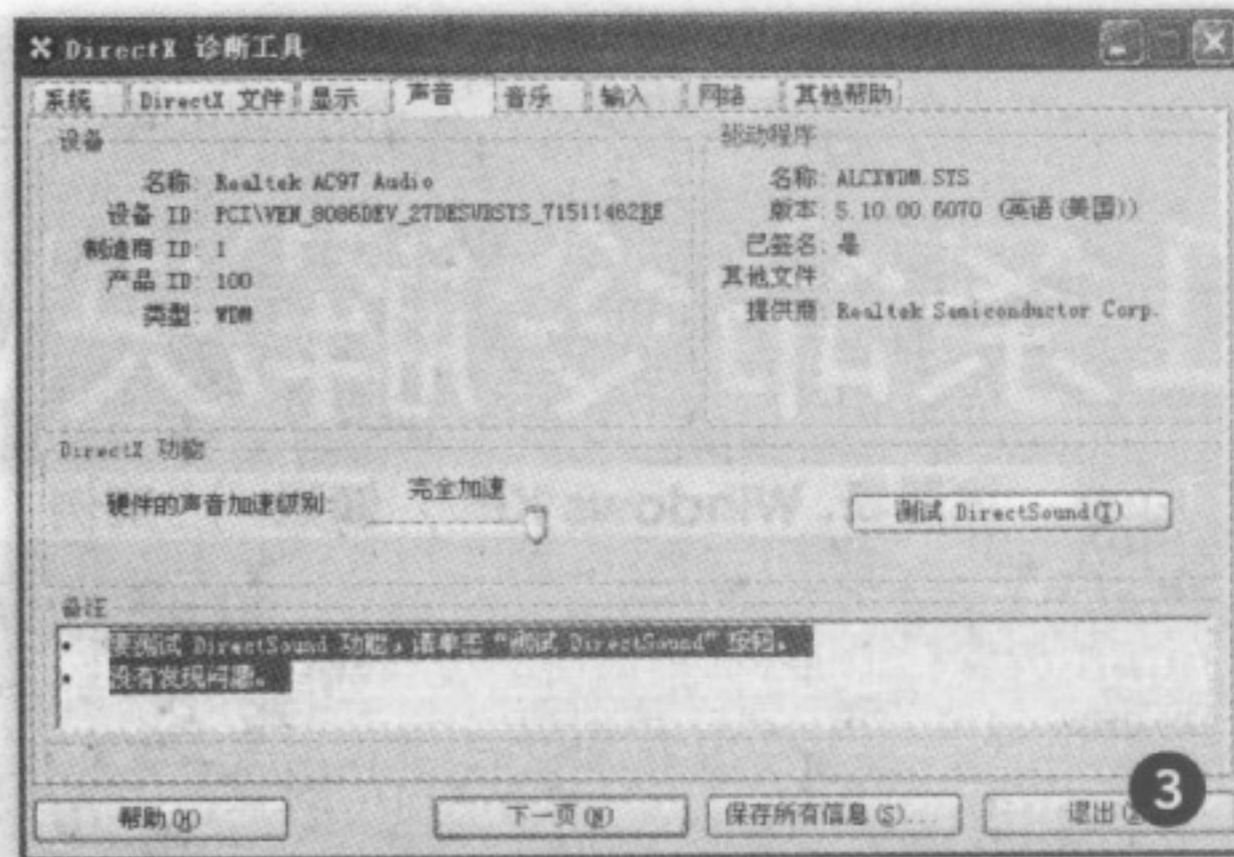 DirectX 诊断工具
系统 DirectX 文件 显示 声音 音乐 输入 网络 其他帮助
设备
名称: Realtek AC97 Audio
设备 ID: PCI\VEN_8086DEV_27DESUBSYS_71511462RE
制造商 ID: 1
产品 ID: 100
类型: WDM
驱动程序
名称: ALCXWDM.SYS
版本: 5.10.00.6070 (英语(美国))
已签名: 是
其他文件
提供商: Realtek Semiconductor Corp.
DirectX 功能
硬件的声音加速级别: 完全加速
测试 DirectSound(T)
备注
• 要测试 DirectSound 功能,请单击“测试 DirectSound”按钮。
• 没有发现问题。
帮助(H) 下一页(N) 保存所有信息(S)... 退出
3